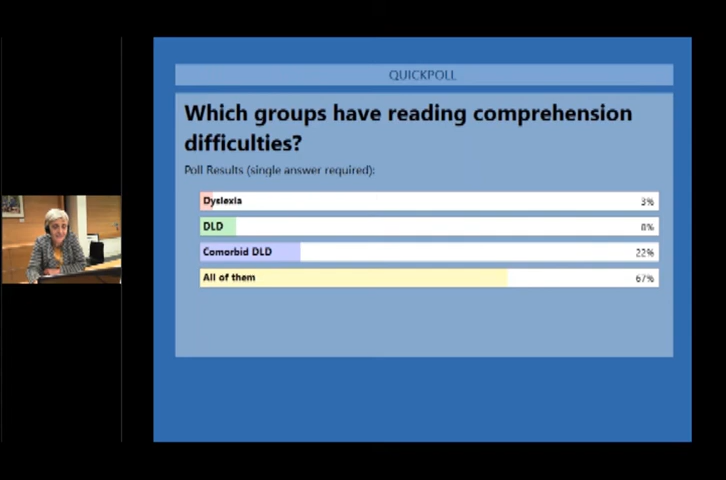 QUICKPOLL
Which groups have reading comprehension
difficulties?
Poll Results (single answer required):
Dyslexia 3%
DLD 8%
Comorbid DLD 22%
All of them 67%